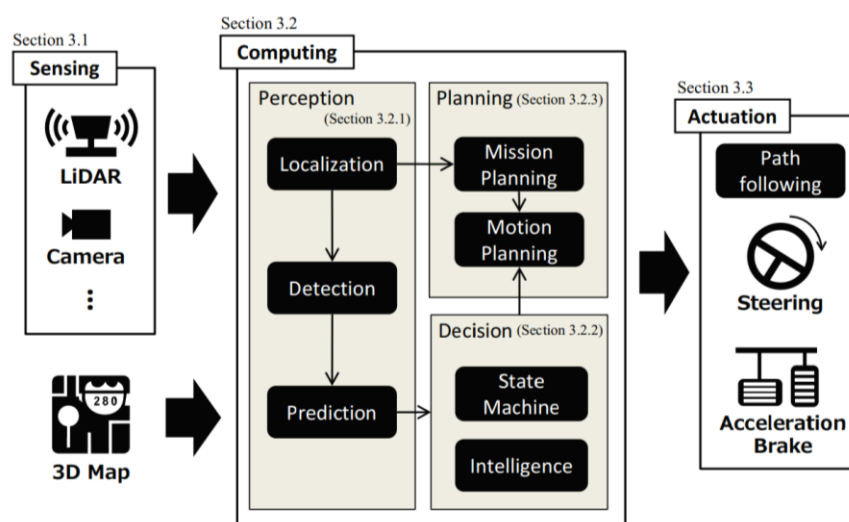 Section 3.1
Sensing
LiDAR
Camera
3D Map
280
Section 3.2
Computing
Perception
(Section 3.2.1)
Localization
Detection
Prediction
Planning (Section 3.2.3)
Mission
Planning
Motion
Planning
Decision (Section 3.2.2)
State
Machine
Intelligence
Section 3.3
Actuation
Path
following
Steering
Acceleration
Brake